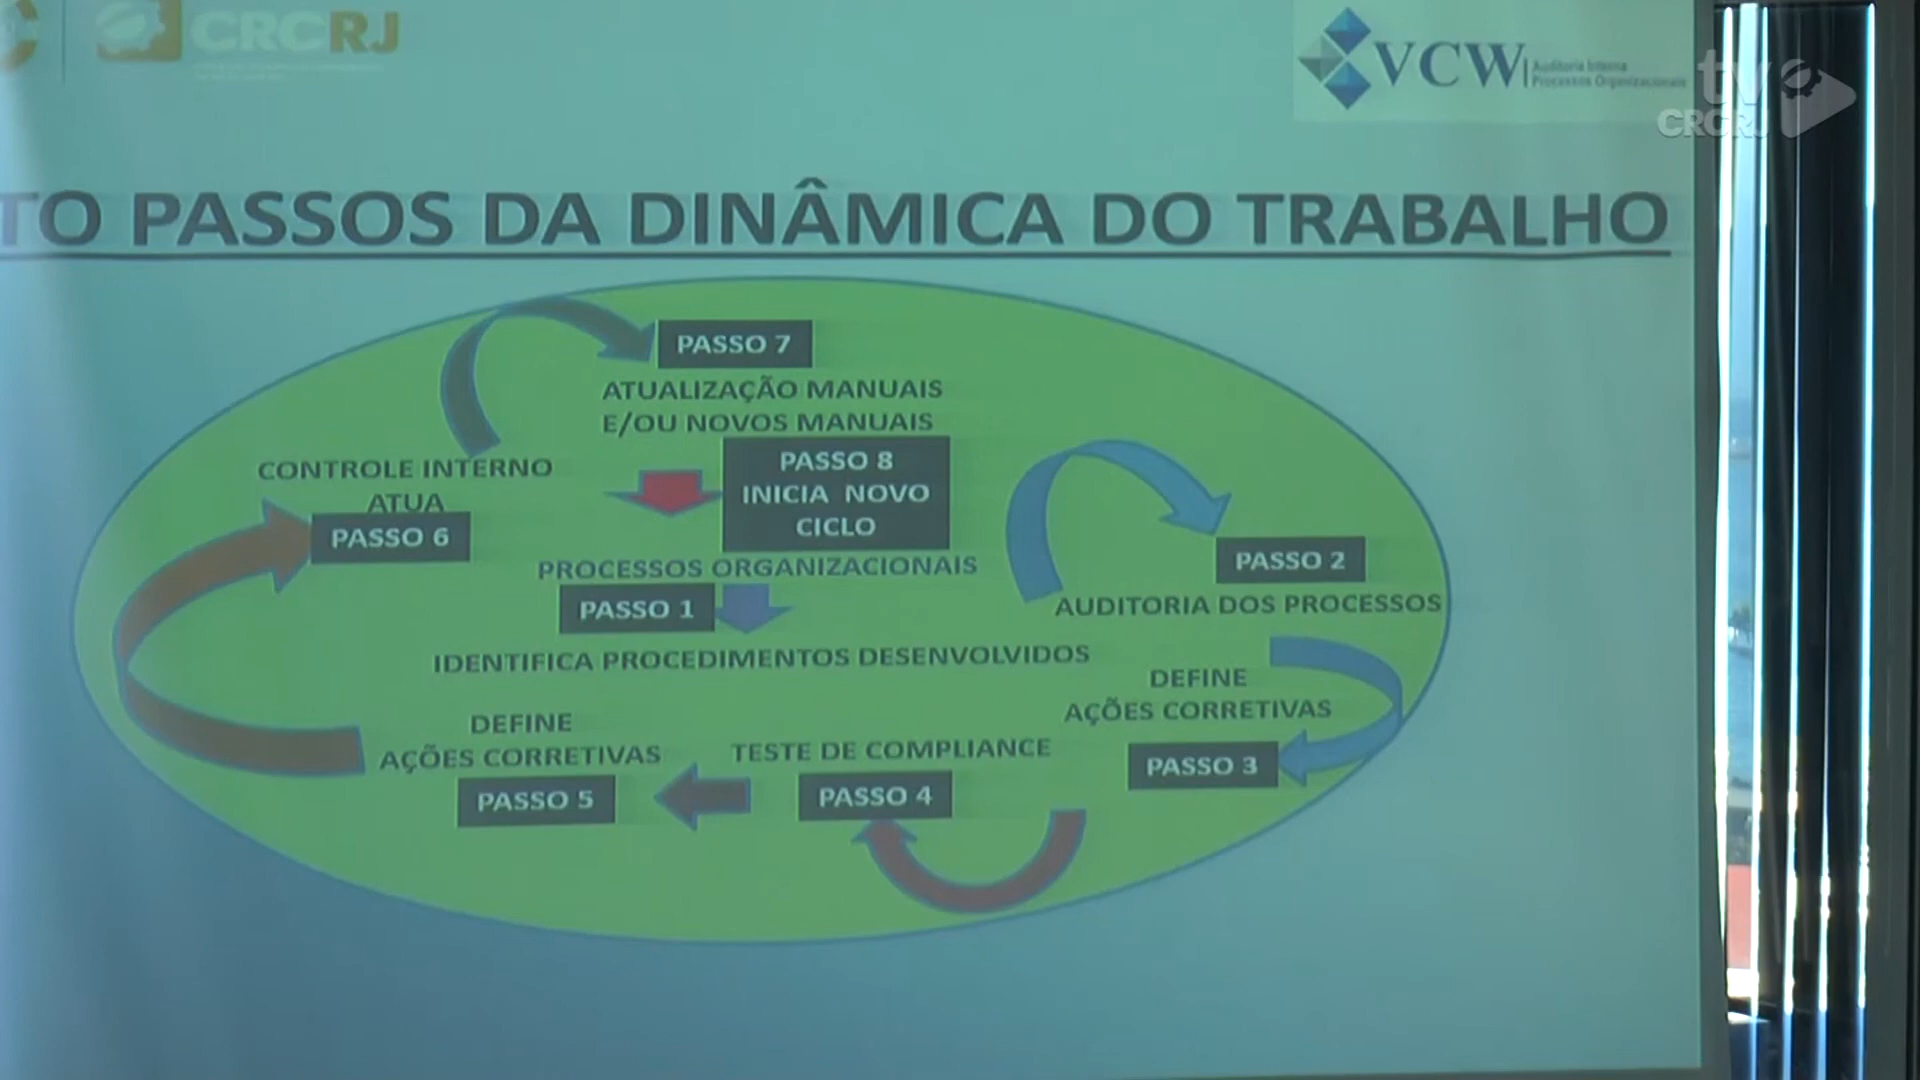 CRCRJ
VCW
Auditoria Interna
Processos Organizacionais
tv
CRCRJ
TO PASSOS DA DINÂMICA DO TRABALHO
PASSO 7
ATUALIZAÇÃO MANUAIS
E/OU NOVOS MANUAIS
PASSO 8
INICIA NOVO
CICLO
CONTROLE INTERNO
ATUA
PASSO 6
PROCESSOS ORGANIZACIONAIS
PASSO 1
IDENTIFICA PROCEDIMENTOS DESENVOLVIDOS
PASSO 2
AUDITORIA DOS PROCESSOS
DEFINE
AÇÕES CORRETIVAS
PASSO 3
TESTE DE COMPLIANCE
PASSO 4
DEFINE
AÇÕES CORRETIVAS
PASSO 5